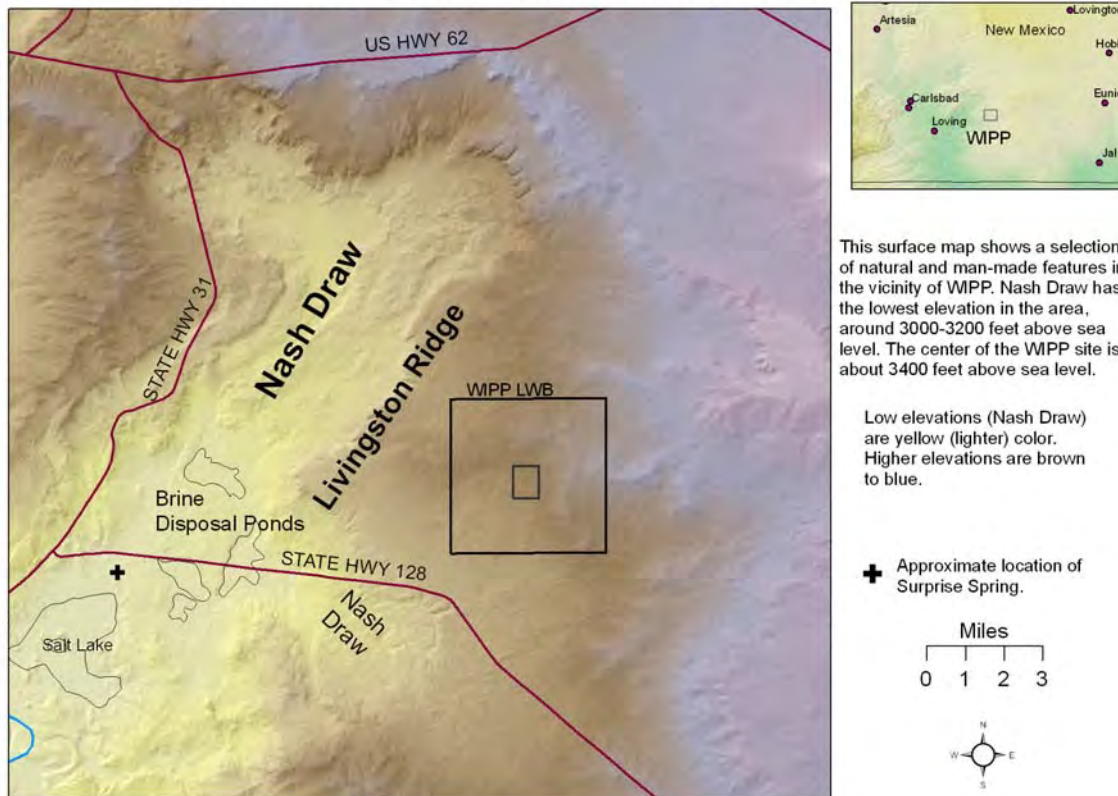 US HWY 62
STATE HWY 31
Nash Draw
Livingston Ridge
WIPP LWB
Brine
Disposal Ponds
STATE HWY 128
Nash
Draw
Salt Lake
Artesia
Lovington
New Mexico
Carlsbad
Loving
WIPP
Jal
This surface map shows a selection
of natural and man-made features
the vicinity of WIPP. Nash Draw has
the lowest elevation in the area,
around 3000-3200 feet above sea
level. The center of the WIPP site is
about 3400 feet above sea level.
Low elevations (Nash Draw)
are yellow (lighter) color.
Higher elevations are brown
to blue.
Approximate location of
Surprise Spring.
Miles
0 1 2 3
N
W E
S